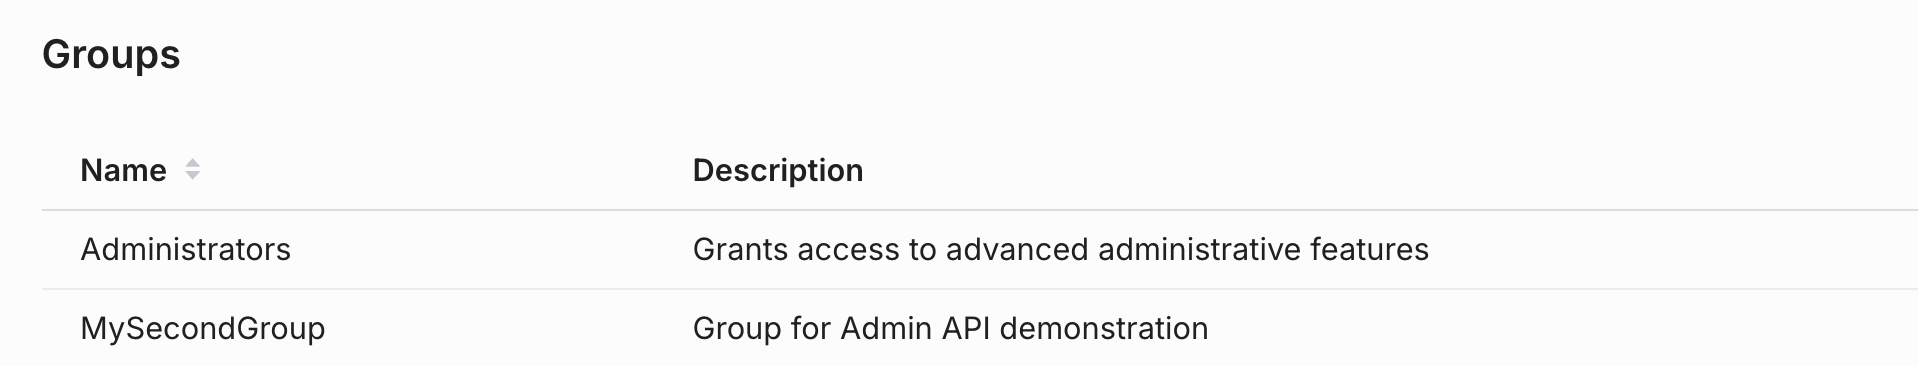 Groups
Name Description
Administrators Grants access to advanced administrative features
MySecondGroup Group for Admin API demonstration